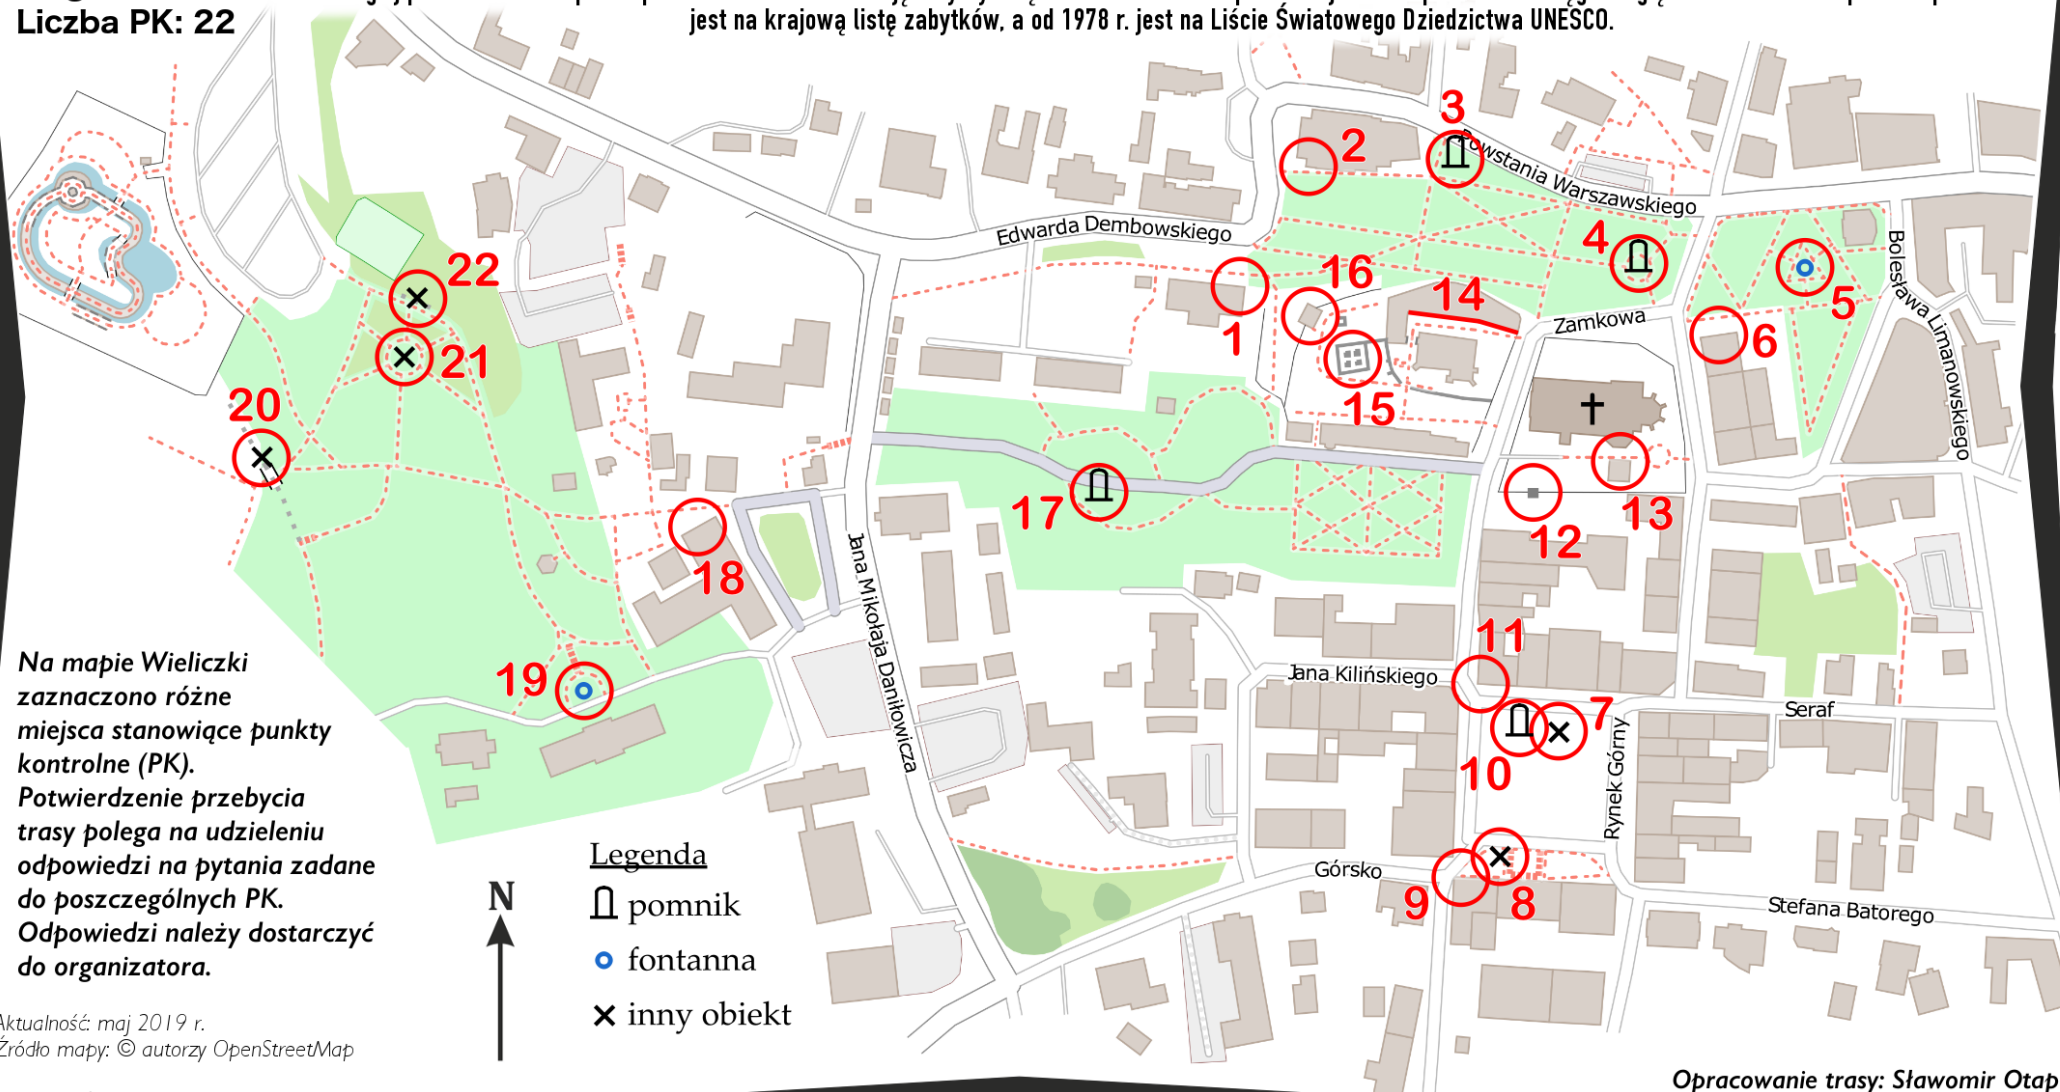 Liczba PK: 22
jest na krajową listę zabytków, a od 1978 r. jest na Liście Światowego Dziedzictwa UNESCO.
3
2
Powstania Warszawskiego
Edwarda Dembowskiego
4
Bolesława Limanowskiego
22
16
14
5
1
Zamkowa
6
21
20
15
17
13
12
18
Jana Mikołaja Daniłowicza
11
19
Jana Kilińskiego
7
Seraf
10
Rynek Górny
Górsko
9
8
Stefana Batorego
Na mapie Wieliczki
zaznaczono różne
miejsca stanowiące punkty
kontrolne (PK).
Potwierdzenie przebycia
trasy polega na udzieleniu
odpowiedzi na pytania zadane
do poszczególnych PK.
Odpowiedzi należy dostarczyć
do organizatora.
N
Legenda
pomnik
fontanna
inny obiekt
Aktualność: maj 2019 r.
Źródło mapy: © autorzy OpenStreetMap
Opracowanie trasy: Sławomir Otap